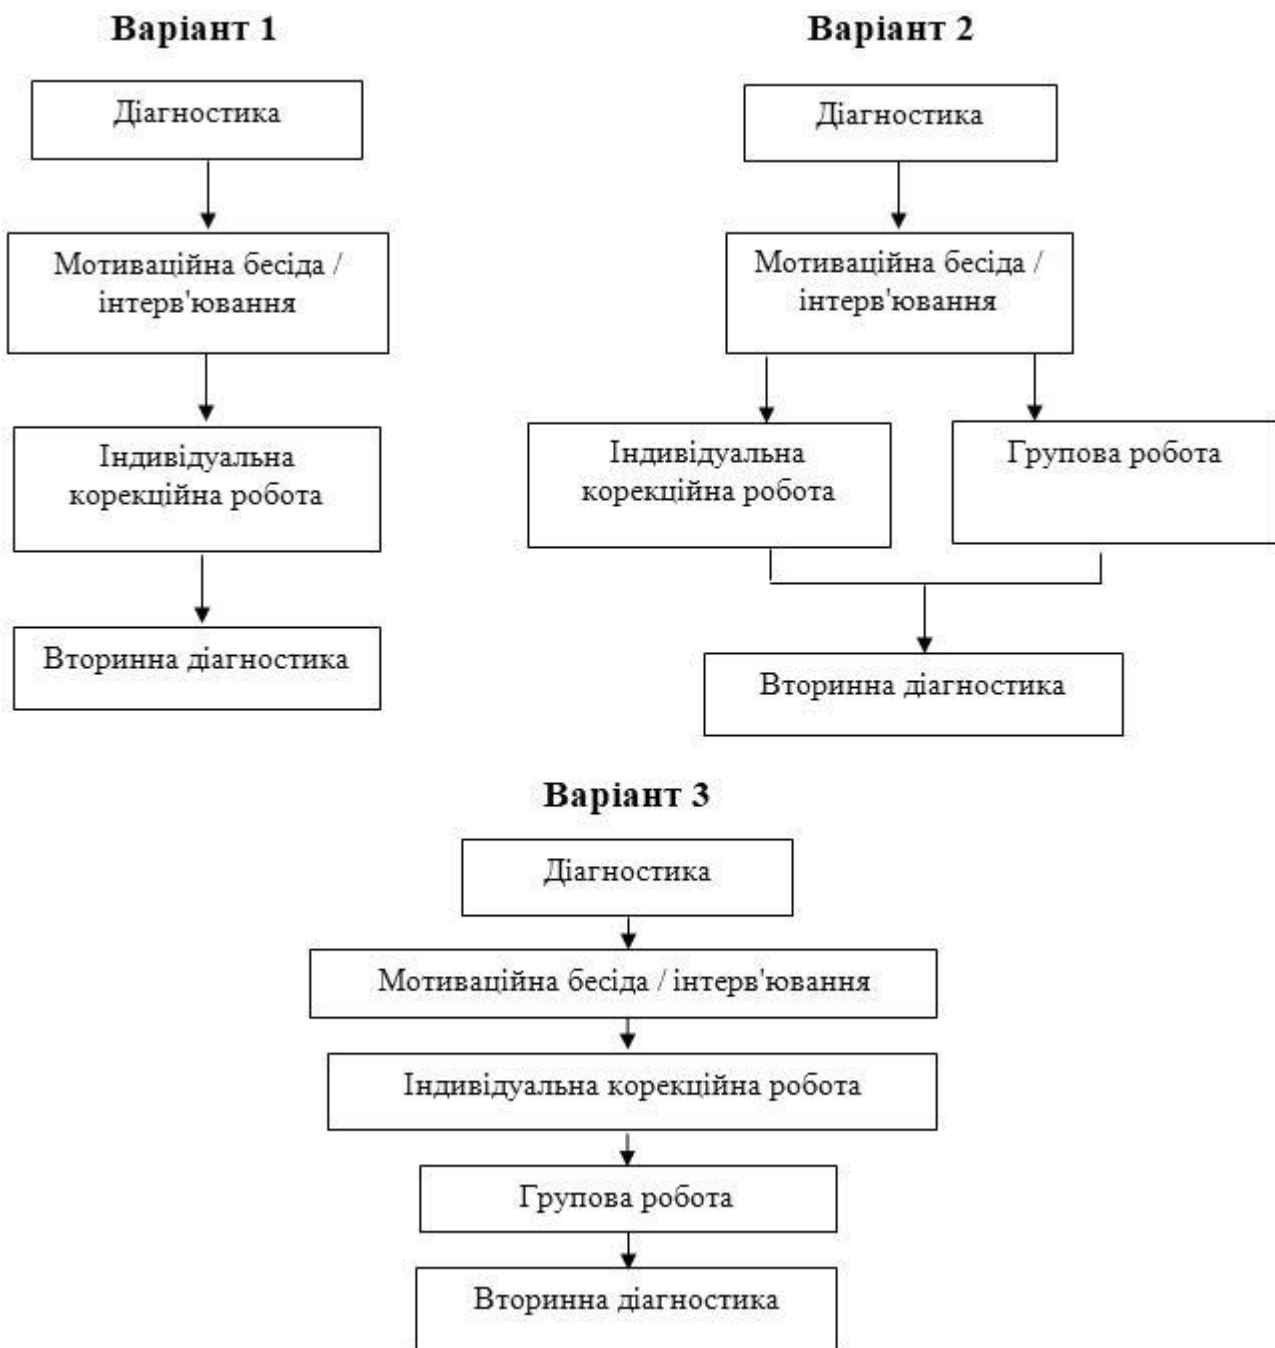 Варіант 1
Діагностика
Мотиваційна бесіда /
інтерв'ювання
Індивідуальна
корекційна робота
Вторинна діагностика
Варіант 2
Діагностика
Мотиваційна бесіда /
інтерв'ювання
Індивідуальна
корекційна робота
Групова робота
Вторинна діагностика
Варіант 3
Діагностика
Мотиваційна бесіда / інтерв'ювання
Індивідуальна корекційна робота
Групова робота
Вторинна діагностика